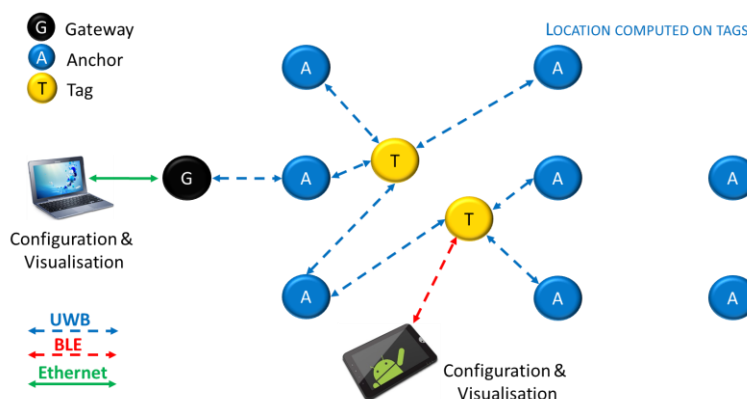 G Gateway
A Anchor
T Tag
LOCATION COMPUTED ON TAGS
A A
T
G A A A
T
Configuration &
Visualisation
A A A
UWB
BLE
Ethernet
Configuration &
Visualisation